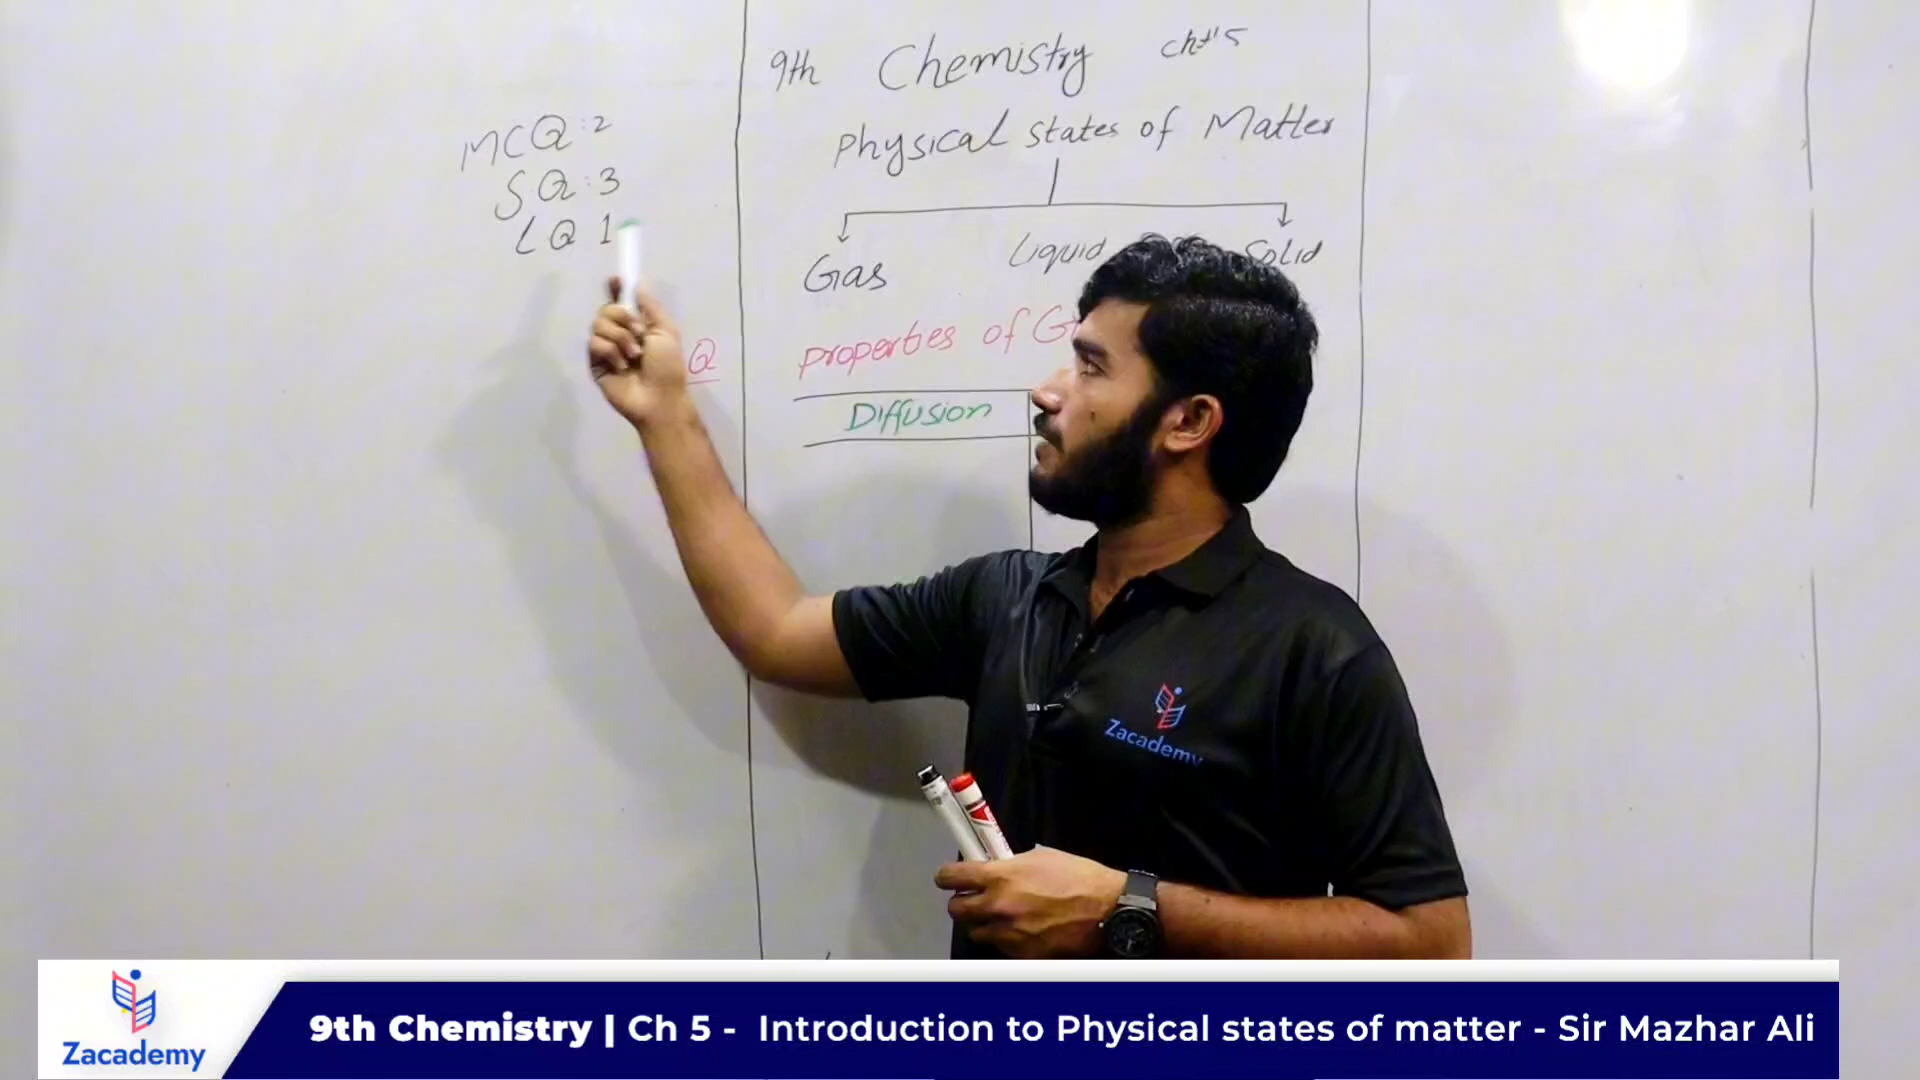 9th Chemistry ch#5
Physical states of Matter
Gas Liquid Solid
MCQ:2
SQ:3
LQ 1
Q Properties of G
Diffusion
Zacademy
Zacademy
9th Chemistry | Ch 5 - Introduction to Physical states of matter - Sir Mazhar Ali